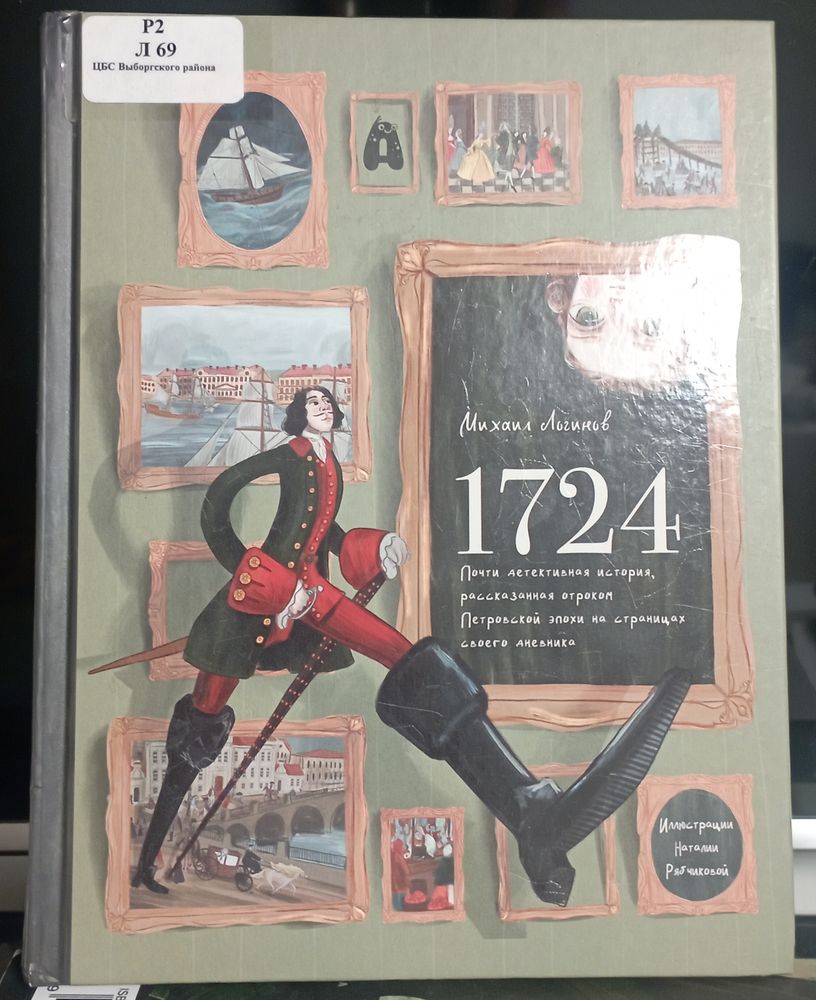 Р2
Л 69
ЦБС Выборгского района
А
Михаил Логинов
1724
Почти детективная история,
рассказанная отроком
Петровской эпохи на страницах
своего дневника
Иллюстрации
Наталии
Рябчиковой